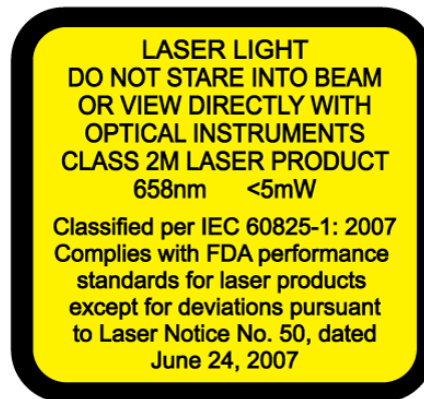 LASER LIGHT
DO NOT STARE INTO BEAM
OR VIEW DIRECTLY WITH
OPTICAL INSTRUMENTS
CLASS 2M LASER PRODUCT
658nm <5mW
Classified per IEC 60825-1: 2007
Complies with FDA performance
standards for laser products
except for deviations pursuant
to Laser Notice No. 50, dated
June 24, 2007